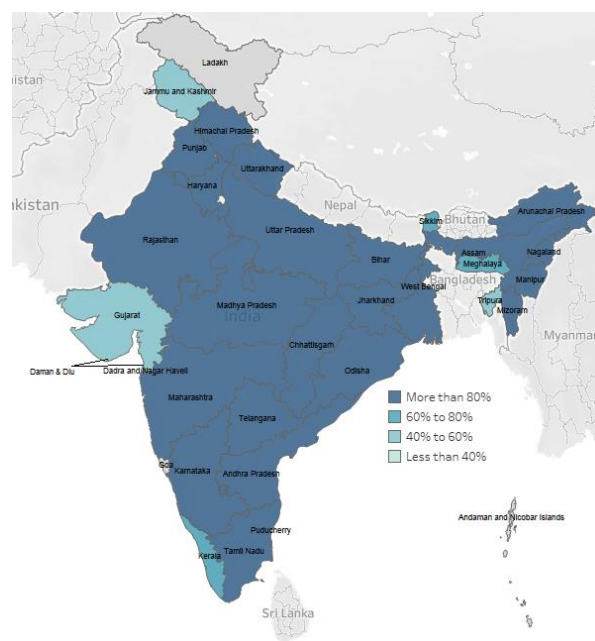 Ladakh
kistan
Jammu and Kashmir
Himachal Pradesh
Punjab
Uttarakhand
Haryana
Nepal
Sikkim
Bhutan
Arunachal Pradesh
akistan
Rajasthan
Uttar Pradesh
Bihar
Assam
Nagaland
Meghalaya
Manipur
West Bengal
Bangladesh
Jharkhand
Tripura
Mizoram
Madhya Pradesh
India
Gujarat
Myanmar
Chhattisgarh
Daman & Diu
Dadra and Nagar Haveli
Odisha
Maharashtra
More than 80%
60% to 80%
40% to 60%
Less than 40%
Telangana
Goa
Karnataka
Andhra Pradesh
Andaman and Nicobar Islands
Puducherry
Kerala
Tamil Nadu
Sri Lanka